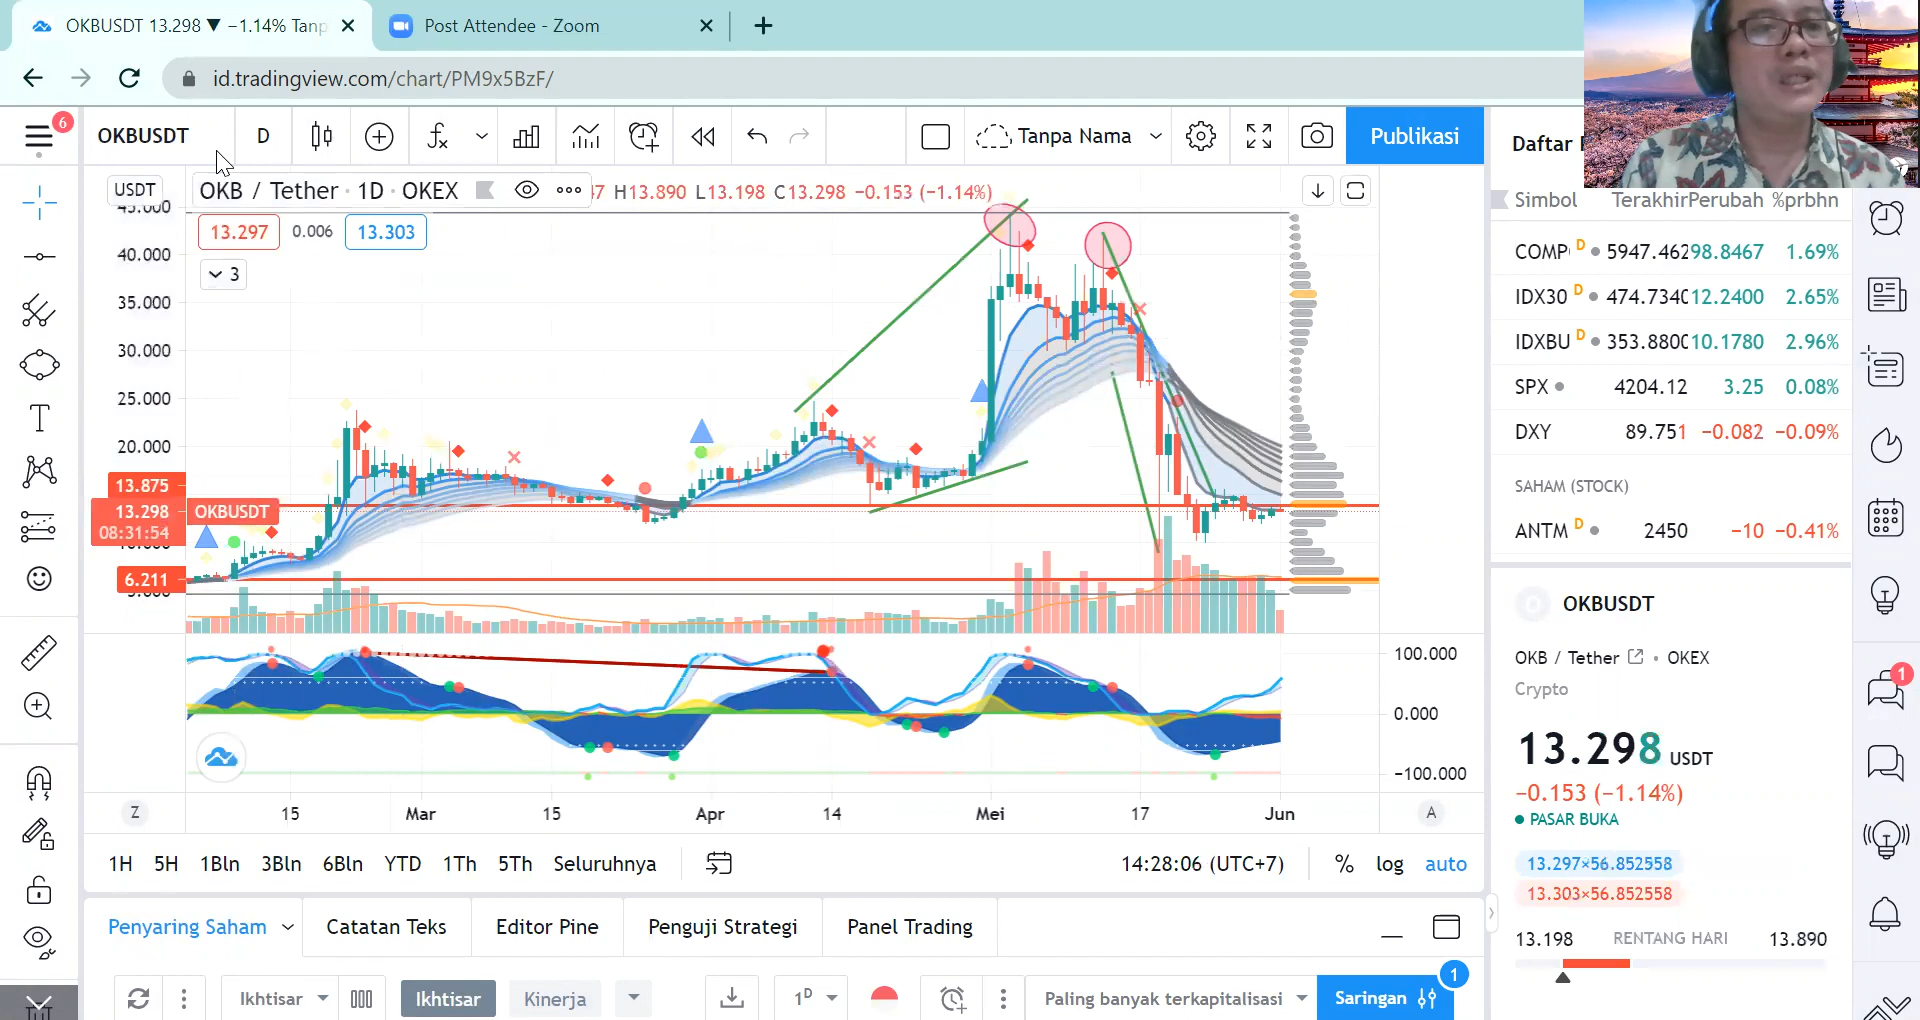 OKBUSDT 13.298 ▼ −1.14% Tanp
Post Attendee - Zoom
id.tradingview.com/chart/PM9x5BzF/
6
OKBUSDT
D
Tanpa Nama
Publikasi
Daftar
USDT
OKB / Tether · 1D · OKEX
H13.890 L13.198 C13.298 −0.153 (−1.14%)
13.297
0.006
13.303
3
45.000
40.000
35.000
30.000
25.000
20.000
13.875
13.298
08:31:54
OKBUSDT
6.211
100.000
0.000
−100.000
Z
15
Mar
15
Apr
14
Mei
17
Jun
A
1H
5H
1Bln
3Bln
6Bln
YTD
1Th
5Th
Seluruhnya
14:28:06 (UTC+7)
%
log
auto
Penyaring Saham
Catatan Teks
Editor Pine
Penguji Strategi
Panel Trading
Ikhtisar
Ikhtisar
Kinerja
1D
Paling banyak terkapitalisasi
Saringan
1
Simbol
Terakhir
Perubah
%prbhn
COMP D 5947.462 98.8467 1.69%
IDX30 D 474.7340 12.2400 2.65%
IDXBU D 353.8800 10.1780 2.96%
SPX 4204.12 3.25 0.08%
DXY 89.751 −0.082 −0.09%
SAHAM (STOCK)
ANTM D 2450 −10 −0.41%
OKBUSDT
OKB / Tether • OKEX
Crypto
13.298 USDT
−0.153 (−1.14%)
PASAR BUKA
13.297×56.852558
13.303×56.852558
13.198 RENTANG HARI 13.890
1